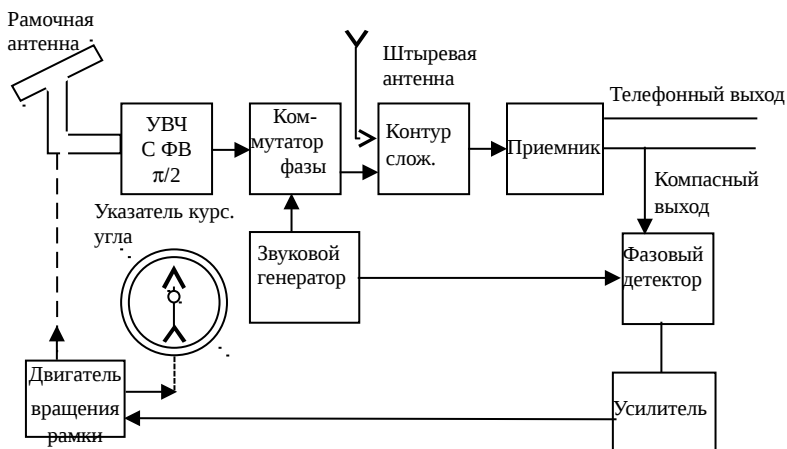 Рамочная
антенна
Штыревая
антенна
Телефонный выход
УВЧ
С ФВ
π/2
Ком-
мутатор
фазы
Контур
слож.
Приемник
Компасный
выход
Указатель курс.
угла
Звуковой
генератор
Фазовый
детектор
Двигатель
вращения
рамки
Усилитель